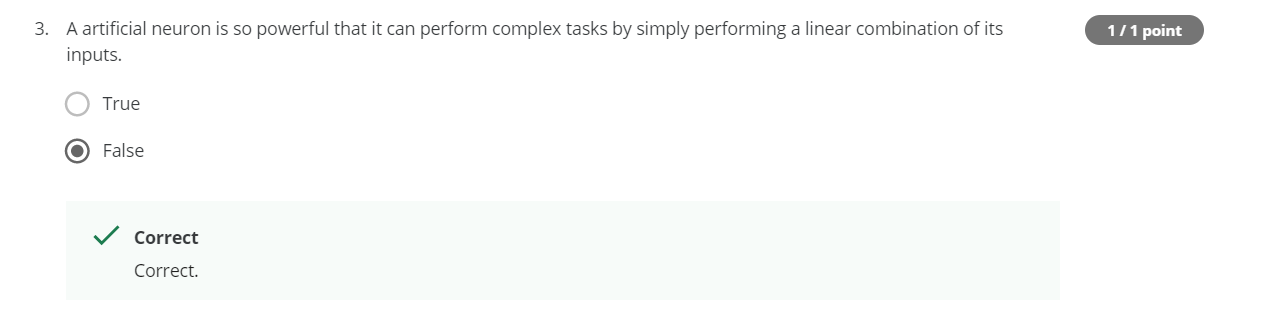 3. A artificial neuron is so powerful that it can perform complex tasks by simply performing a linear combination of its
inputs.
1 / 1 point
True
False
Correct
Correct.